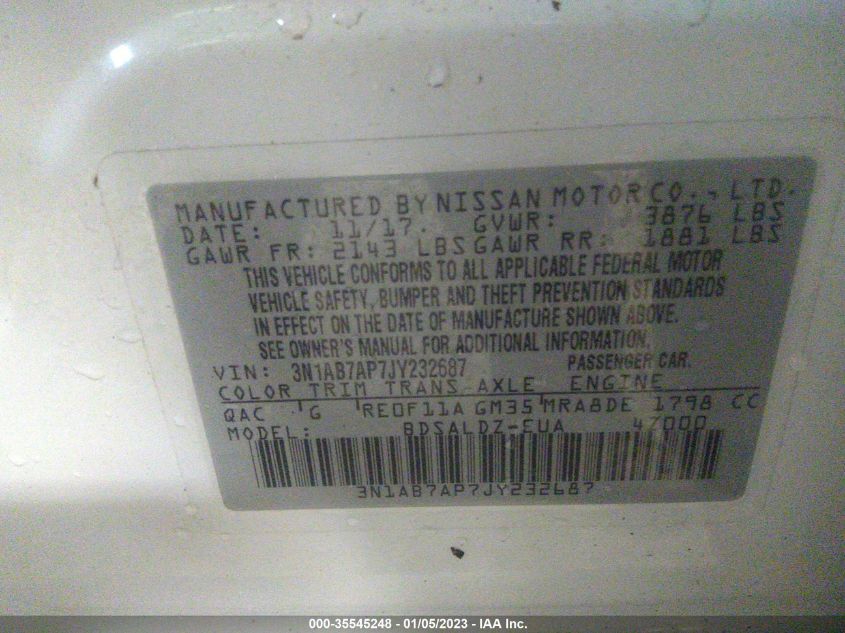 MANUFACTURED BY NISSAN MOTOR CO., LTD.
DATE: 11/17. GVWR: 3876 LBS
GAWR FR: 2143 LBS GAWR RR: 1881 LBS
THIS VEHICLE CONFORMS TO ALL APPLICABLE FEDERAL MOTOR
VEHICLE SAFETY, BUMPER AND THEFT PREVENTION STANDARDS
IN EFFECT ON THE DATE OF MANUFACTURE SHOWN ABOVE.
SEE OWNER'S MANUAL FOR ADDITIONAL INFORMATION.
VIN: 3N1AB7AP7JY232687 PASSENGER CAR.
COLOR TRIM TRANS AXLE ENGINE
QAC G RE0F11A GM35 MRA8DE 1798 CC
MODEL: BDSALDZ-EUA 47000
3N1AB7AP7JY232687
000-35545248 - 01/05/2023 - IAA Inc.